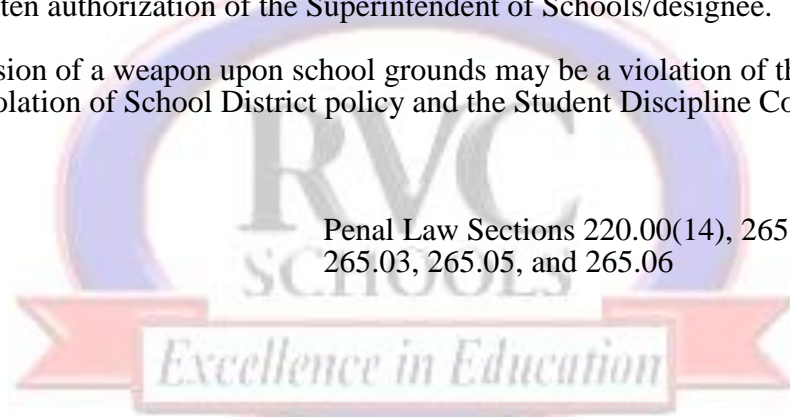 ten authorization of the Superintendent of Schools/designee.
sion of a weapon upon school grounds may be a violation of th
olation of School District policy and the Student Discipline Co
RVC
Penal Law Sections 220.00(14), 265
265.03, 265.05, and 265.06
SCHOOLS
Excellence in Education